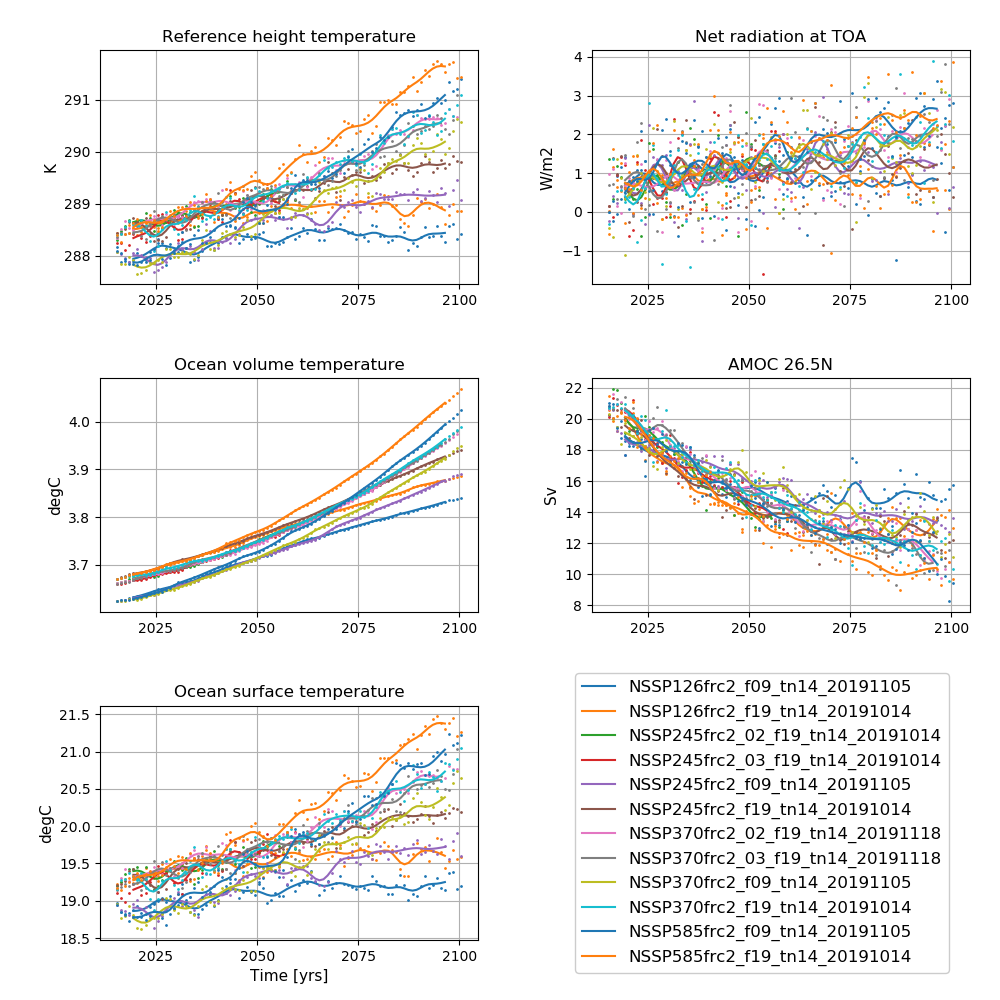 Reference height temperature
K
291
290
289
288
2025
2050
2075
2100
Net radiation at TOA
W/m2
4
3
2
1
0
−1
2025
2050
2075
2100
Ocean volume temperature
degC
4.0
3.9
3.8
3.7
2025
2050
2075
2100
AMOC 26.5N
Sv
22
20
18
16
14
12
10
8
2025
2050
2075
2100
Ocean surface temperature
degC
21.5
21.0
20.5
20.0
19.5
19.0
18.5
2025
2050
2075
2100
Time [yrs]
NSSP126frc2_f09_tn14_20191105
NSSP126frc2_f19_tn14_20191014
NSSP245frc2_02_f19_tn14_20191014
NSSP245frc2_03_f19_tn14_20191014
NSSP245frc2_f09_tn14_20191105
NSSP245frc2_f19_tn14_20191014
NSSP370frc2_02_f19_tn14_20191118
NSSP370frc2_03_f19_tn14_20191118
NSSP370frc2_f09_tn14_20191105
NSSP370frc2_f19_tn14_20191014
NSSP585frc2_f09_tn14_20191105
NSSP585frc2_f19_tn14_20191014